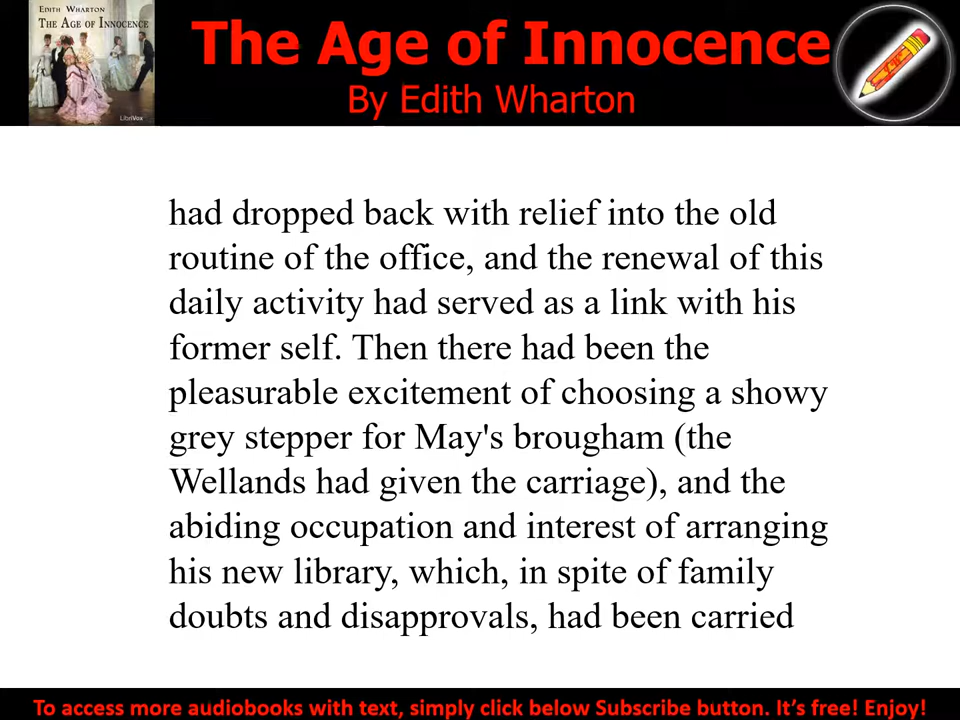 EDITH WHARTON
THE AGE OF INNOCENCE
LibriVox
The Age of Innocence
By Edith Wharton
had dropped back with relief into the old
routine of the office, and the renewal of this
daily activity had served as a link with his
former self. Then there had been the
pleasurable excitement of choosing a showy
grey stepper for May's brougham (the
Wellands had given the carriage), and the
abiding occupation and interest of arranging
his new library, which, in spite of family
doubts and disapprovals, had been carried
To access more audiobooks with text, simply click below Subscribe button. It's free! Enjoy!